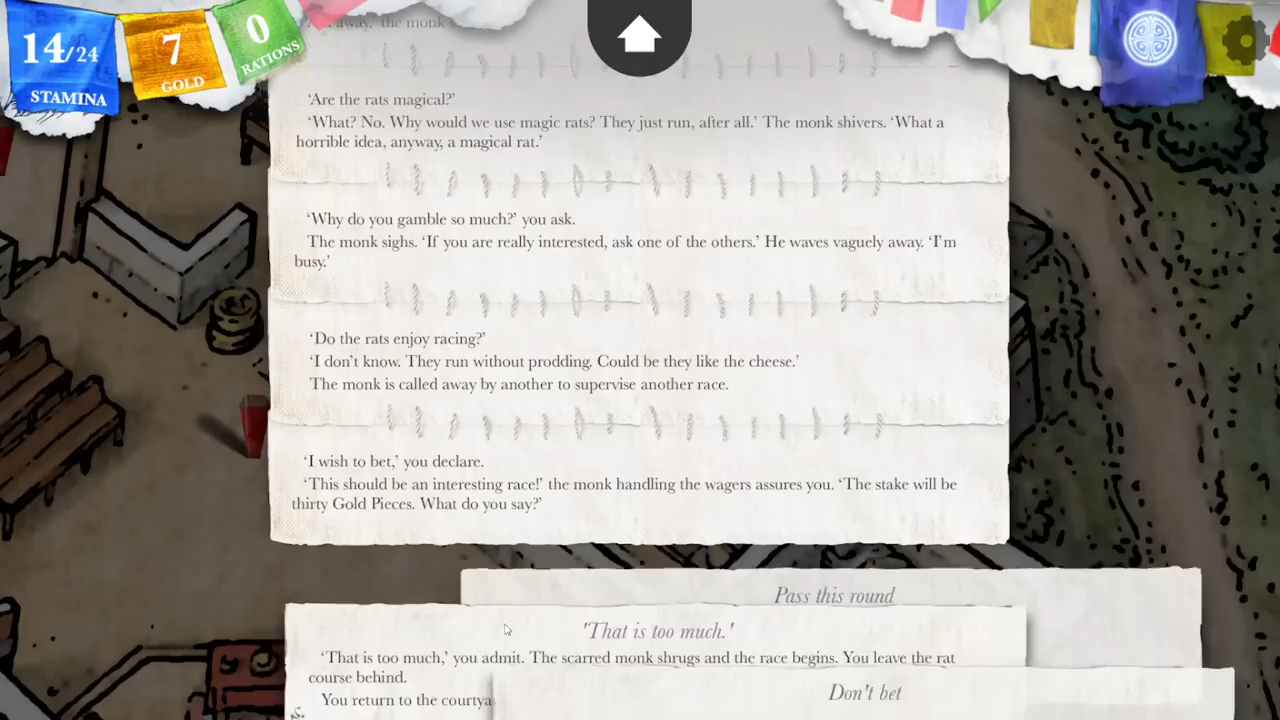 14/24
STAMINA
7
GOLD
0
RATIONS
away,' the monk
'Are the rats magical?'
'What? No. Why would we use magic rats? They just run, after all.' The monk shivers. 'What a
horrible idea, anyway, a magical rat.'
'Why do you gamble so much?' you ask.
The monk sighs. 'If you are really interested, ask one of the others.' He waves vaguely away. 'I'm
busy.'
'Do the rats enjoy racing?'
'I don't know. They run without prodding. Could be they like the cheese.'
The monk is called away by another to supervise another race.
'I wish to bet,' you declare.
'This should be an interesting race!' the monk handling the wagers assures you. 'The stake will be
thirty Gold Pieces. What do you say?'
Pass this round
'That is too much.'
'That is too much,' you admit. The scarred monk shrugs and the race begins. You leave the rat
course behind.
You return to the courtya
Don't bet